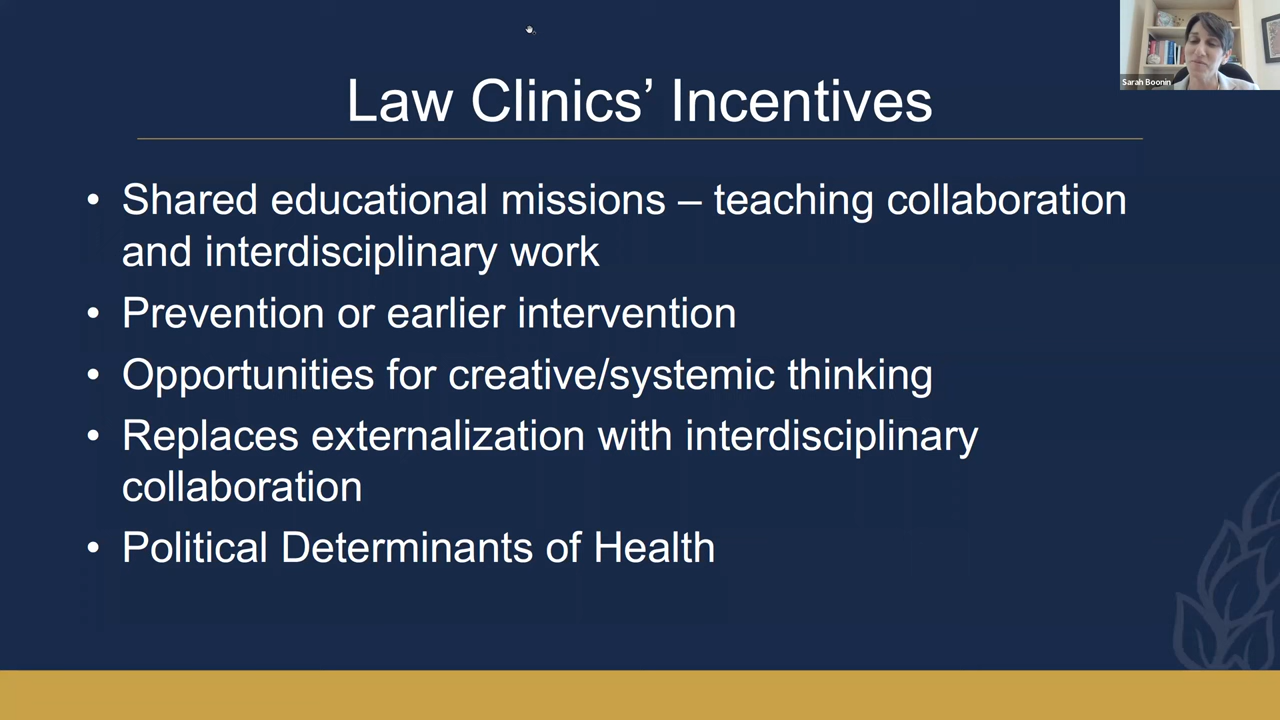 Law Clinics’ Incentives
Sarah Boonin
• Shared educational missions – teaching collaboration
and interdisciplinary work
• Prevention or earlier intervention
• Opportunities for creative/systemic thinking
• Replaces externalization with interdisciplinary
collaboration
• Political Determinants of Health